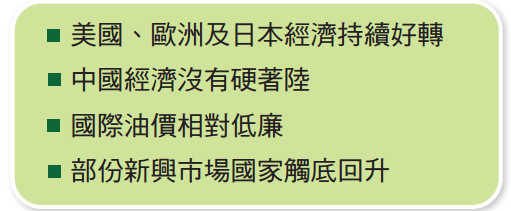 ■ 美國、歐洲及日本經濟持續好轉
■ 中國經濟沒有硬著陸
■ 國際油價相對低廉
■ 部份新興市場國家觸底回升